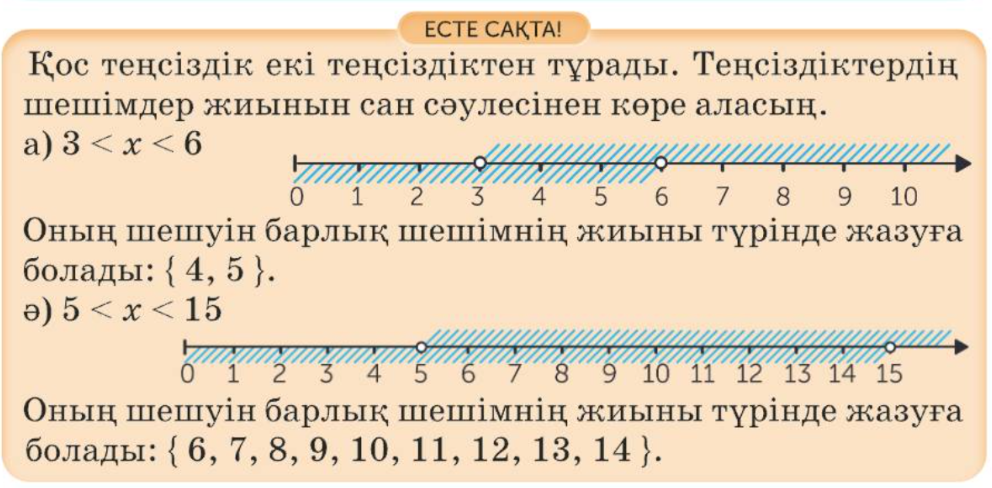 ЕСТЕ САҚТА!
Қос теңсіздік екі теңсіздіктен тұрады. Теңсіздіктердің
шешімдер жиынын сан сәулесінен көре аласың.
а) 3 < x < 6
0 1 2 3 4 5 6 7 8 9 10
Оның шешуін барлық шешімнің жиыны түрінде жазуға
болады: { 4, 5 }.
ә) 5 < x < 15
0 1 2 3 4 5 6 7 8 9 10 11 12 13 14 15
Оның шешуін барлық шешімнің жиыны түрінде жазуға
болады: { 6, 7, 8, 9, 10, 11, 12, 13, 14 }.